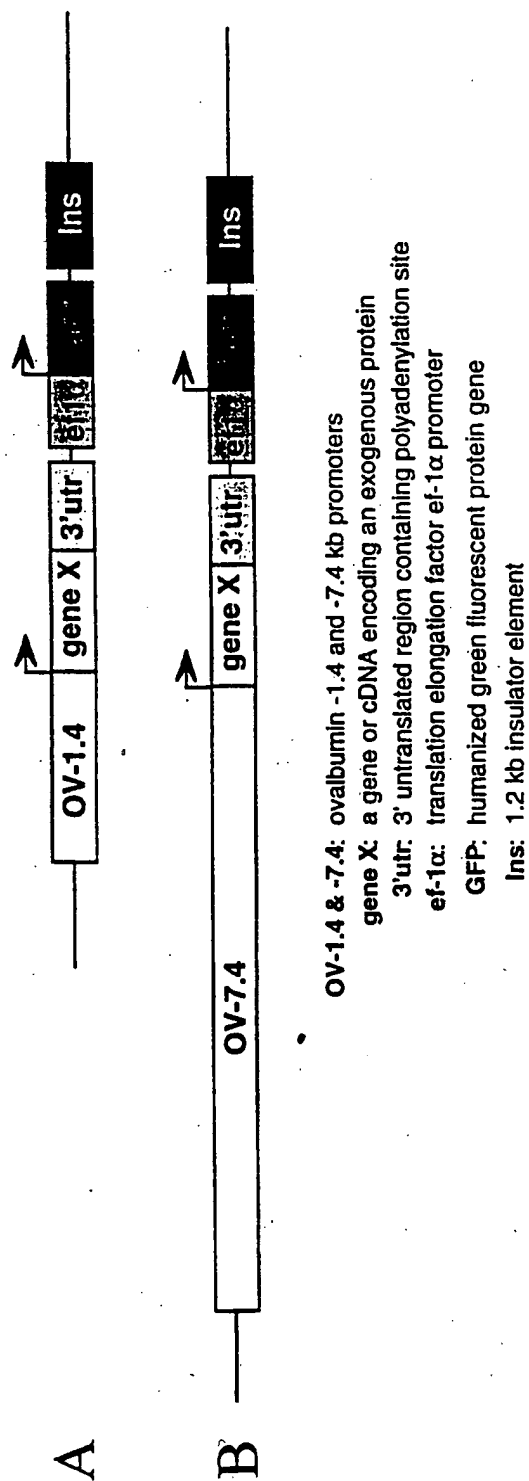 A
OV-1.4 gene X 3'utr ef1α Ins
B
OV-7.4 gene X 3'utr ef1α Ins
OV-1.4 & -7.4: ovalbumin -1.4 and -7.4 kb promoters
gene X: a gene or cDNA encoding an exogenous protein
3'utr: 3' untranslated region containing polyadenylation site
ef-1α: translation elongation factor ef-1α promoter
GFP: humanized green fluorescent protein gene
Ins: 1.2 kb insulator element